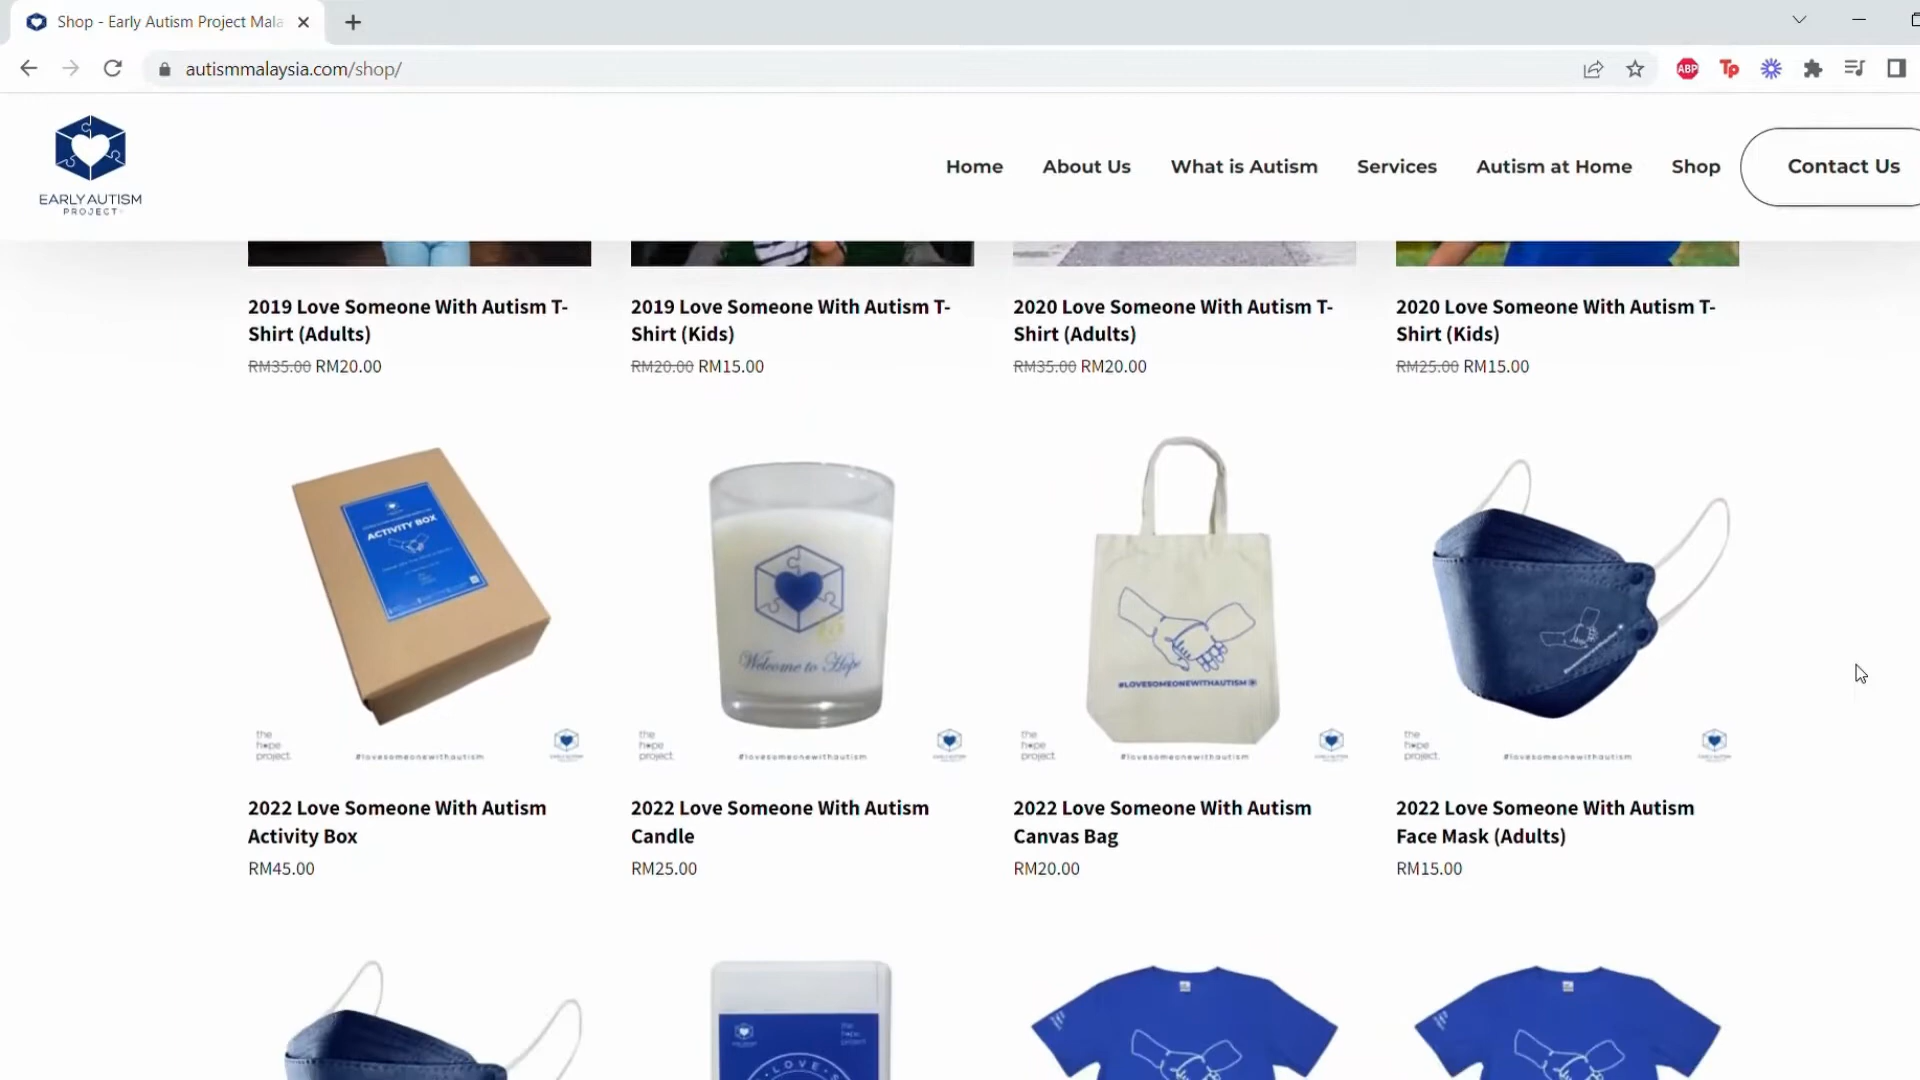 Shop - Early Autism Project Mala
autismmalaysia.com/shop/
ABP
Tp
EARLY AUTISM
PROJECT
Home
About Us
What is Autism
Services
Autism at Home
Shop
Contact Us
2019 Love Someone With Autism T-
Shirt (Adults)
RM35.00 RM20.00
2019 Love Someone With Autism T-
Shirt (Kids)
RM20.00 RM15.00
2020 Love Someone With Autism T-
Shirt (Adults)
RM35.00 RM20.00
2020 Love Someone With Autism T-
Shirt (Kids)
RM25.00 RM15.00
ACTIVITY BOX
the
hope
project.
#lovesomeonewithautism
2022 Love Someone With Autism
Activity Box
RM45.00
Welcome to Hope
the
hope
project.
#lovesomeonewithautism
2022 Love Someone With Autism
Candle
RM25.00
#LOVESOMEONEWITHAUTISM
the
hope
project.
#lovesomeonewithautism
2022 Love Someone With Autism
Canvas Bag
RM20.00
the
hope
project.
#lovesomeonewithautism
2022 Love Someone With Autism
Face Mask (Adults)
RM15.00
the
hope
project
LOVE